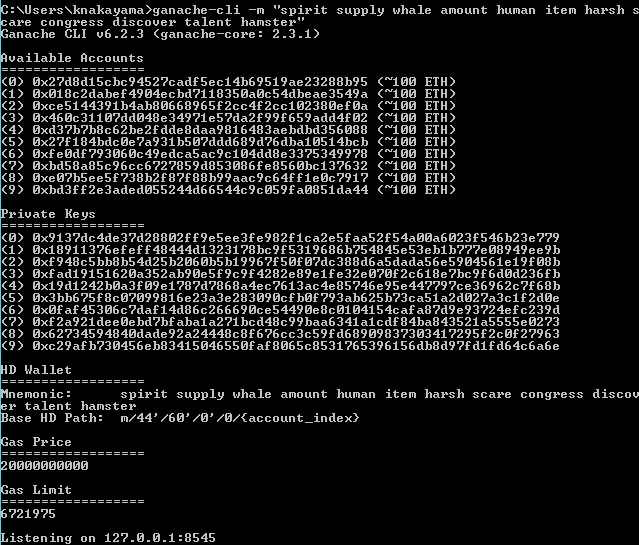 C:\Users\knakayama>ganache-cli -m "spirit supply whale amount human item harsh s
care congress discover talent hamster"
Ganache CLI v6.2.3 (ganache-core: 2.3.1)
Available Accounts
==================
(0) 0x27d8d15cbc94527cadf5ec14b69519ae23288b95 (~100 ETH)
(1) 0x018c2dabef4904ecbd7118350a0c54dbeae3549a (~100 ETH)
(2) 0xce5144391b4ab80668965f2cc4f2cc102380ef0a (~100 ETH)
(3) 0x460c31107dd048e34971e57da2f99f659add4f02 (~100 ETH)
(4) 0xd37b7b8c62be2fdde8daa9816483aebdbd356088 (~100 ETH)
(5) 0x27f184bdc0e7a931b507ddd689d76dba10514bcb (~100 ETH)
(6) 0xfe0df793060c49edca5ac9c104dd8e3375349978 (~100 ETH)
(7) 0xbd58a85c96cc6727859d853086fe8560bc137632 (~100 ETH)
(8) 0xe07b5ee5f738b2f87f88b99aac9c64ff1e0c7917 (~100 ETH)
(9) 0xbd3ff2e3aded055244d66544c9c059fa0851da44 (~100 ETH)
Private Keys
==================
(0) 0x9137dc4de37d28802ff9e5ee3fe982f1ca2e5faa52f54a00a6023f546b23e779
(1) 0x18911376efeff48444d1323178bc9f5319686b754845e53eb1b777e08949ee9b
(2) 0xf948c5bb8b54d25b2060b5b19967f50f07dc388d6a5dada56e5904561e19f08b
(3) 0xfad19151620a352ab90e5f9c9f4282e89e1fe32e070f2c618e7bc9f6d0d236fb
(4) 0x19d1242b0a3f09e1787d7868a4ec7613ac4e85746e95e447797ce36962c7f68b
(5) 0x3bb675f8c07099816e23a3e283090cfb0f793ab625b73ca51a2d027a3c1f2d0e
(6) 0x0faf45306c7daf14d86c266690ce54490e8c0104154cafa87d9e93724efc239d
(7) 0xf2a921dee0ebd7bfaba1a271bcd48c99baa6341a1cdf84ba843521a5555e0273
(8) 0x62734594840dade92a24448c8f676cc3c59fd6890983730341​7295f2c0f27963
(9) 0xc29afb730456eb83415046550faf8065c8531765396156db8d97fd1fd64c6a6e
HD Wallet
==================
Mnemonic:      spirit supply whale amount human item harsh scare congress discov
er talent hamster
Base HD Path:  m/44'/60'/0'/0/{account_index}
Gas Price
==================
20000000000
Gas Limit
==================
6721975
Listening on 127.0.0.1:8545